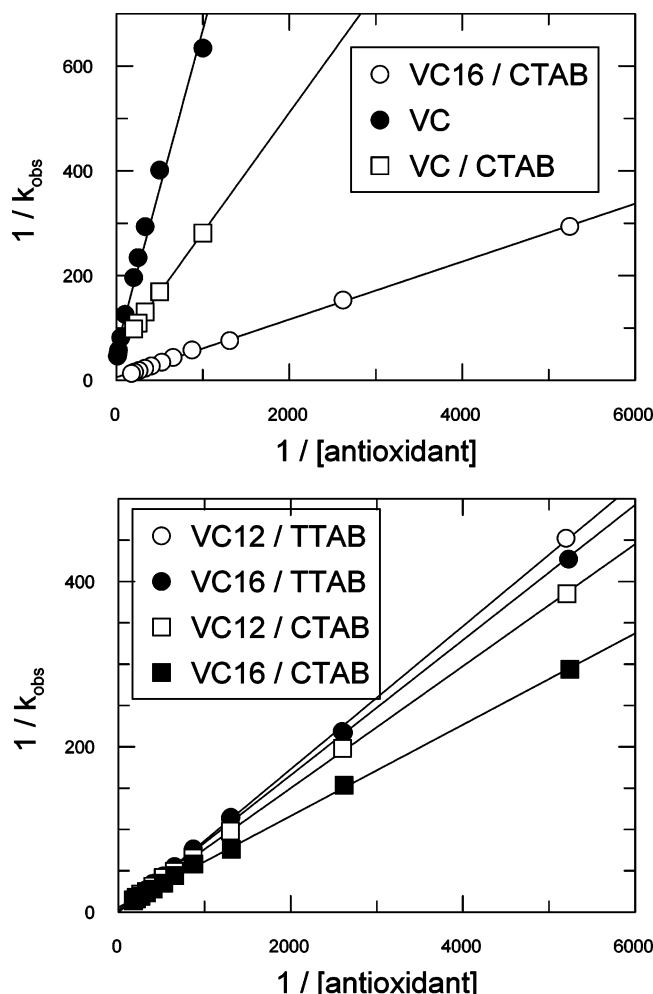 600
400
200
0
1 / kobs
VC16 / CTAB
VC
VC / CTAB
0 2000 4000 6000
1 / [antioxidant]
VC12 / TTAB
VC16 / TTAB
VC12 / CTAB
VC16 / CTAB
400
200
0
1 / kobs
0 2000 4000 6000
1 / [antioxidant]